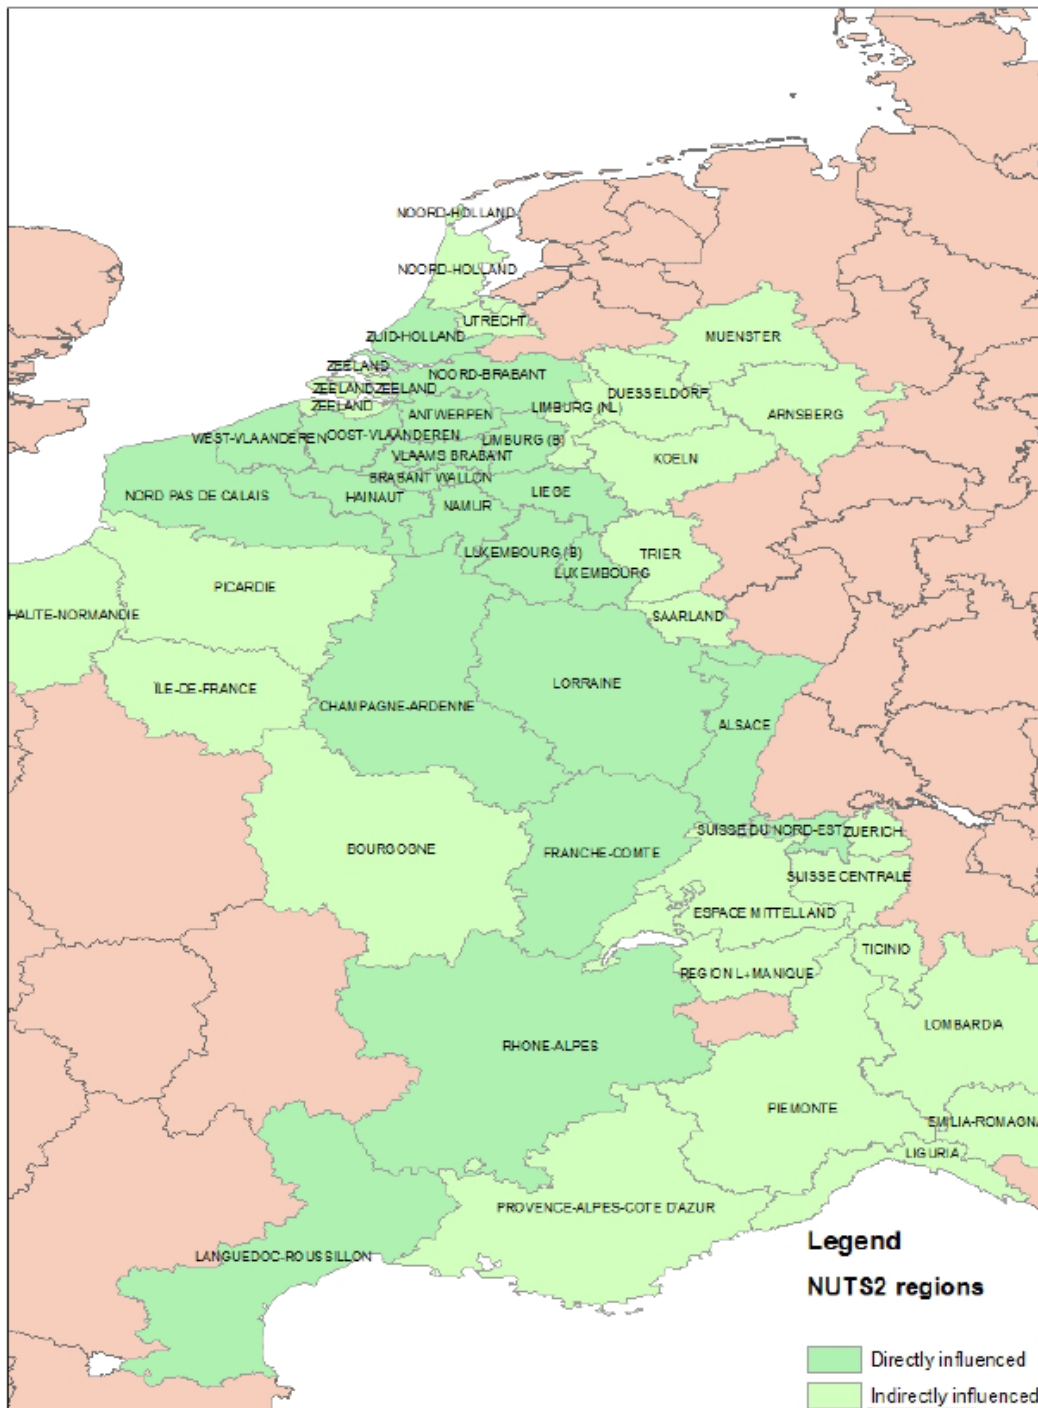 NOORD-HOLLAND
NOORD-HOLLAND
UTRECHT
ZUID-HOLLAND
MUENSTER
ZEELAND
NOORD-BRABANT
ZEELAND
ZEELAND
DUESSELDORF
ZEELAND
LIMBURG (NL)
ANTWERPEN
ARNSBERG
WEST-VLAANDEREN
OOST-VLAANDEREN
LIMBURG (B)
VLAAMS BRABANT
KOELN
BRABANT WALLON
NORD PAS DE CALAIS
HAINAUT
LIEGE
NAMUR
LUXEMBOURG (B)
TRIER
LUXEMBOURG
PICARDIE
HAUTE-NORMANDIE
SAARLAND
ÎLE-DE-FRANCE
LORRAINE
CHAMPAGNE-ARDENNE
ALSACE
SUISSE DU NORD-EST
ZUERICH
BOURGOGNE
FRANCHE-COMTE
SUISSE CENTRALE
ESPACE MITTELLAND
TICINIO
REGION L+MANIQUE
LOMBARDIA
RHONE-ALPES
PIEMONTE
EMILIA-ROMAGNA
LIGURIA
PROVENCE-ALPES-COTE D'AZUR
LANGUEDOC-ROUSSILLON
Legend
NUTS2 regions
Directly influenced
Indirectly influenced